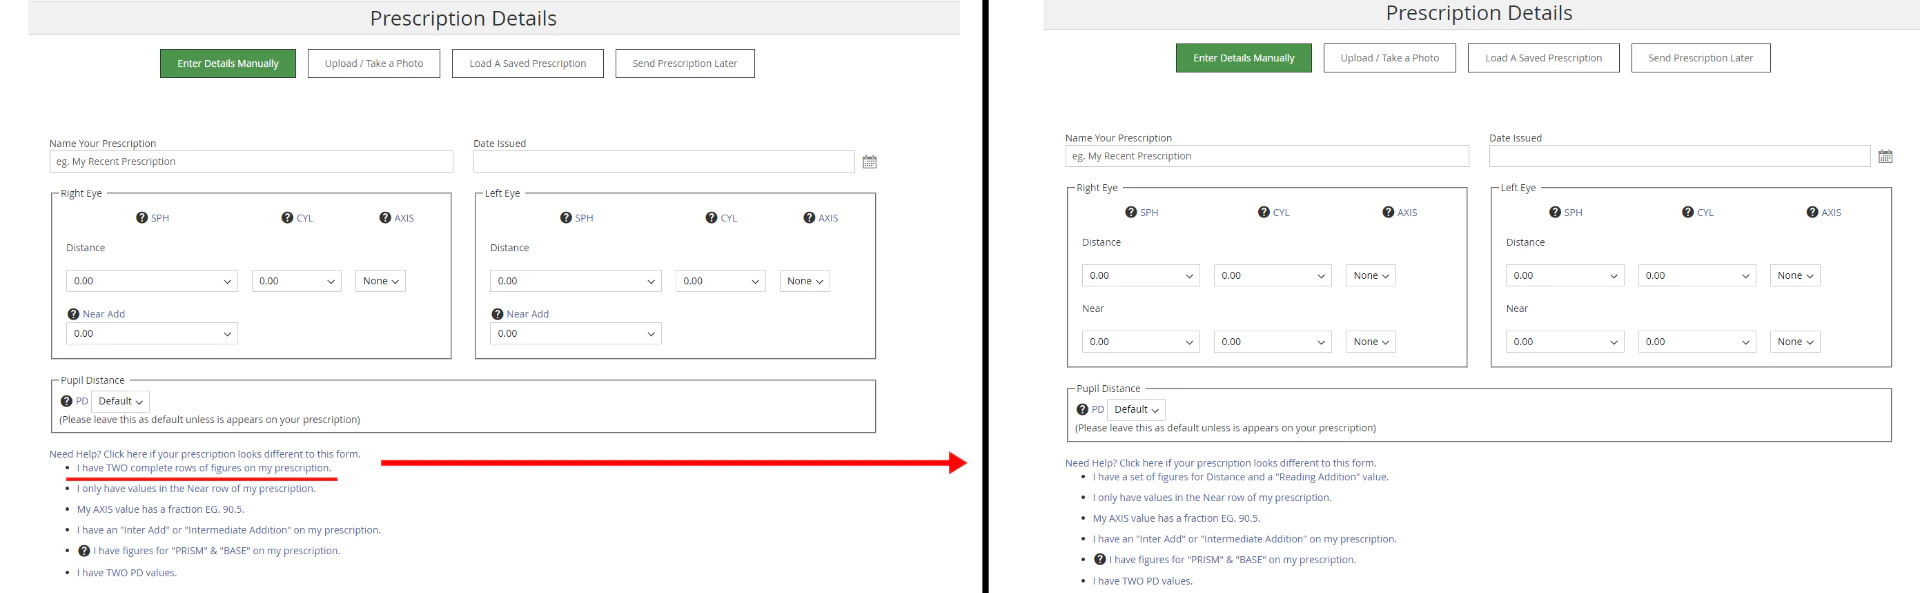 Prescription Details
Enter Details Manually Upload / Take a Photo Load A Saved Prescription Send Prescription Later
Name Your Prescription Date Issued
eg. My Recent Prescription
Right Eye Left Eye
? SPH ? CYL ? AXIS ? SPH ? CYL ? AXIS
Distance Distance
0.00 0.00 None 0.00 0.00 None
? Near Add ? Near Add
0.00 0.00
Pupil Distance
? PD Default
(Please leave this as default unless is appears on your prescription)
Need Help? Click here if your prescription looks different to this form.
• I have TWO complete rows of figures on my prescription.
• I only have values in the Near row of my prescription.
• My AXIS value has a fraction EG. 90.5.
• I have an "Inter Add" or "Intermediate Addition" on my prescription.
• ? I have figures for "PRISM" & "BASE" on my prescription.
• I have TWO PD values.
Prescription Details
Enter Details Manually Upload / Take a Photo Load A Saved Prescription Send Prescription Later
Name Your Prescription Date Issued
eg. My Recent Prescription
Right Eye Left Eye
? SPH ? CYL ? AXIS ? SPH ? CYL ? AXIS
Distance Distance
0.00 0.00 None 0.00 0.00 None
Near Near
0.00 0.00 None 0.00 0.00 None
Pupil Distance
? PD Default
(Please leave this as default unless is appears on your prescription)
Need Help? Click here if your prescription looks different to this form.
• I have a set of figures for Distance and a "Reading Addition" value.
• I only have values in the Near row of my prescription.
• My AXIS value has a fraction EG. 90.5.
• I have an "Inter Add" or "Intermediate Addition" on my prescription.
• ? I have figures for "PRISM" & "BASE" on my prescription.
• I have TWO PD values.